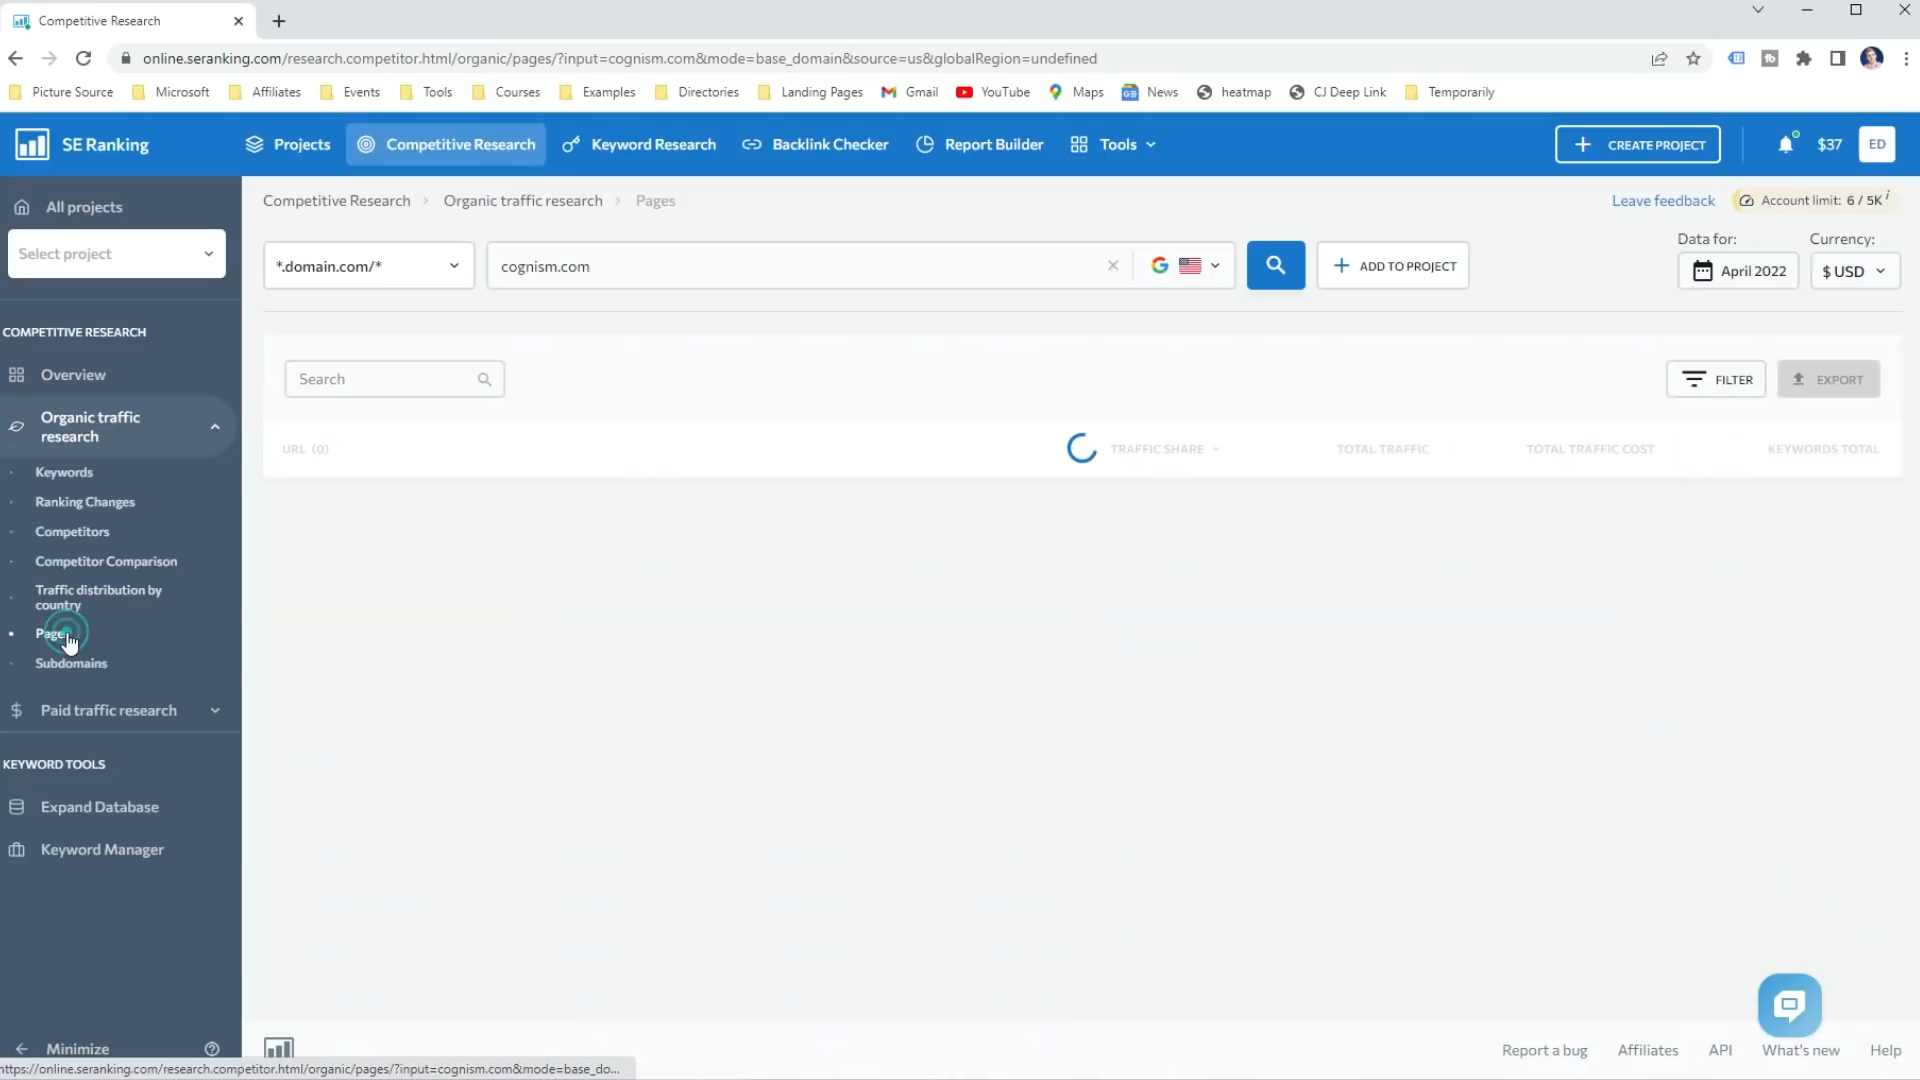 Competitive Research
online.seranking.com/research.competitor.html/organic/pages/?input=cognism.com&mode=base_domain&source=us&globalRegion=undefined
Picture Source Microsoft Affiliates Events Tools Courses Examples Directories Landing Pages Gmail YouTube Maps News heatmap CJ Deep Link Temporarily
SE Ranking Projects Competitive Research Keyword Research Backlink Checker Report Builder Tools CREATE PROJECT $37 ED
All projects
Select project
COMPETITIVE RESEARCH
Overview
Organic traffic
research
Keywords
Ranking Changes
Competitors
Competitor Comparison
Traffic distribution by
country
Pages
Subdomains
Paid traffic research
KEYWORD TOOLS
Expand Database
Keyword Manager
Minimize
Competitive Research > Organic traffic research > Pages
Leave feedback Account limit: 6 / 5K i
Data for: Currency:
*.domain.com/* cognism.com ADD TO PROJECT April 2022 $ USD
Search FILTER EXPORT
URL (0) TRAFFIC SHARE TOTAL TRAFFIC TOTAL TRAFFIC COST KEYWORDS TOTAL
Report a bug Affiliates API What's new Help
https://online.seranking.com/research.competitor.html/organic/pages/?input=cognism.com&mode=base_do...